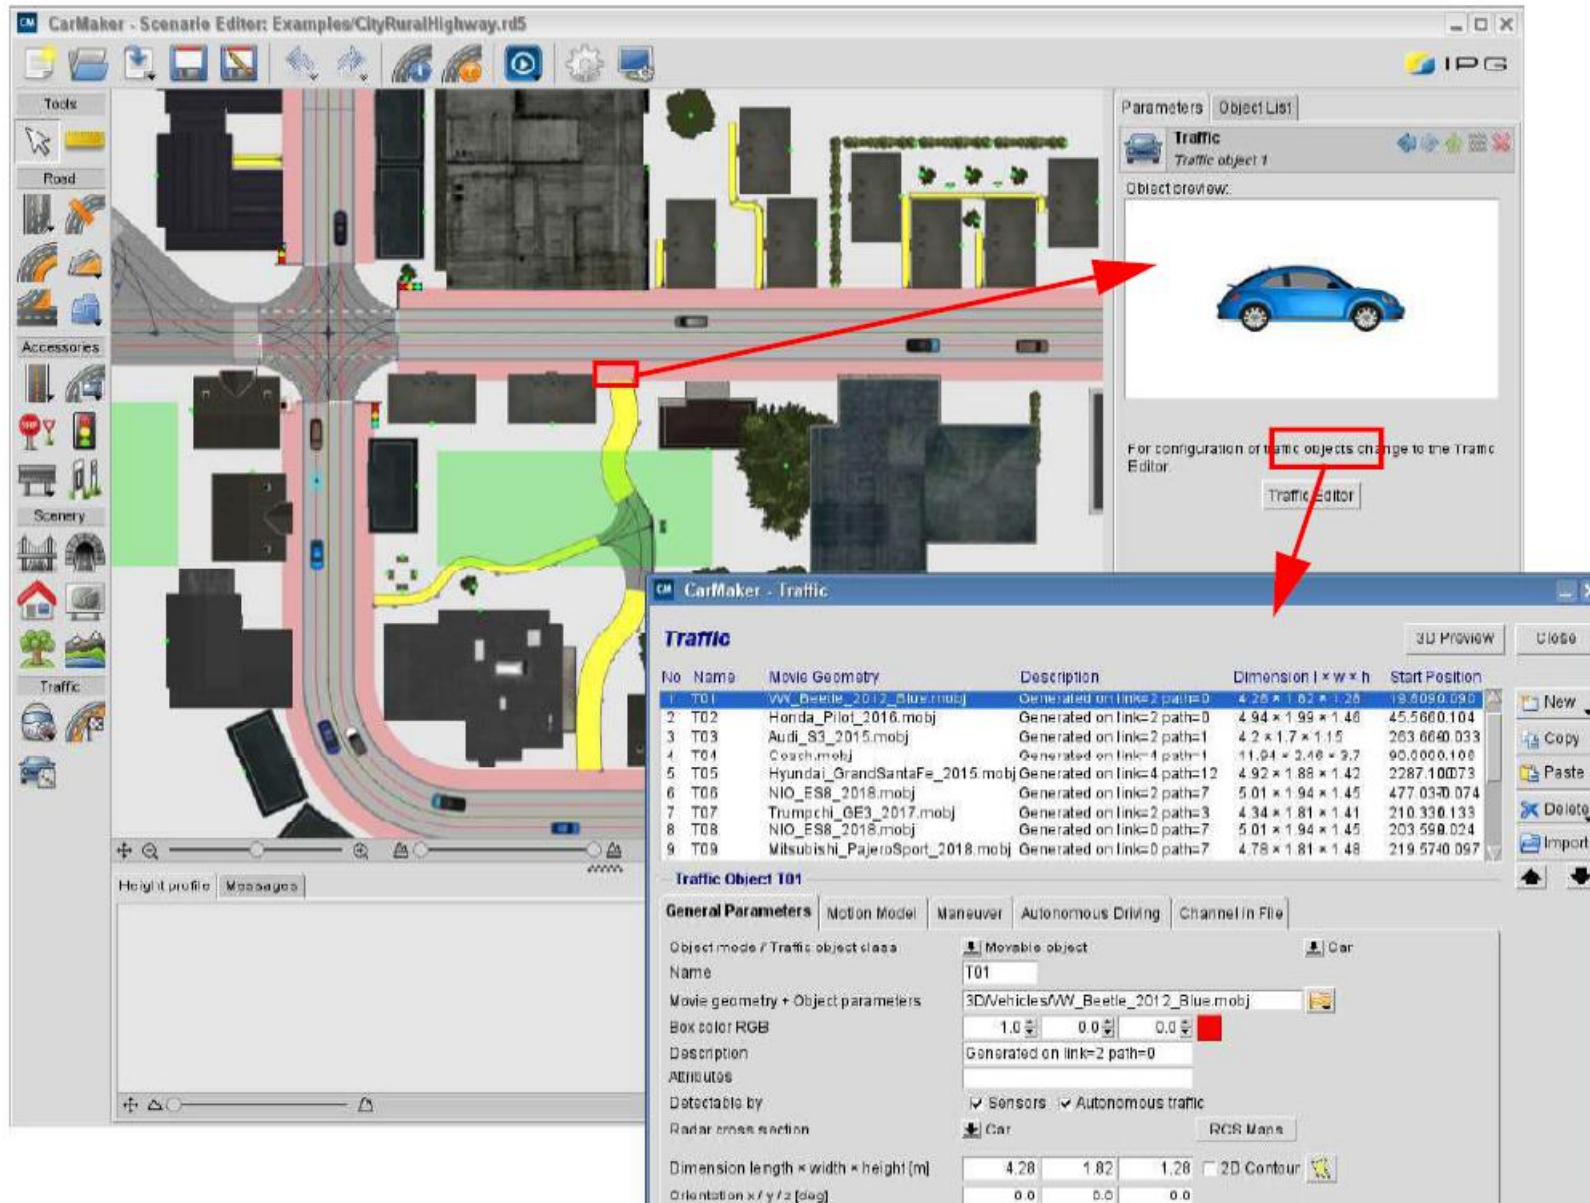 CarMaker - Scenario Editor: Examples/CityRuralHighway.rd5
IPG
Tools
Road
Accessories
Scenery
Traffic
Parameters Object List
Traffic
Traffic object 1
Object preview:
For configuration of traffic objects change to the Traffic
Editor.
Traffic Editor
Height profile Messages
CarMaker - Traffic
Traffic
3D Preview Close
No Name Movie Geometry Description Dimension l × w × h Start Position
1 T01 VW_Beetle_2012_Blue.mobj Generated on link=2 path=0 4.28 × 1.82 × 1.28 19.6090.090
2 T02 Honda_Pilot_2016.mobj Generated on link=2 path=0 4.94 × 1.99 × 1.46 45.5660.104
3 T03 Audi_S3_2015.mobj Generated on link=2 path=1 4.2 × 1.7 × 1.15 263.6640.033
4 T04 Coach.mobj Generated on link=4 path=1 11.94 × 2.46 × 3.7 90.0000.106
5 T05 Hyundai_GrandSantaFe_2015.mobj Generated on link=4 path=12 4.92 × 1.88 × 1.42
6 T06 NIO_ES8_2018.mobj Generated on link=2 path=7 5.01 × 1.94 × 1.45
7 T07 Trumpchi_GE3_2017.mobj Generated on link=2 path=3 4.34 × 1.81 × 1.41 210.330.133
8 T08 NIO_ES8_2018.mobj Generated on link=0 path=7 5.01 × 1.94 × 1.45
9 T09 Mitsubishi_PajeroSport_2018.mobj Generated on link=0 path=7 4.78 × 1.81 × 1.48 219.5740.097
New
Copy
Paste
Delete
Import
Traffic Object T01
General Parameters Motion Model Maneuver Autonomous Driving Channel in File
Object mode / Traffic object class Movable object Car
Name T01
Movie geometry + Object parameters 3D/Vehicles/VW_Beetle_2012_Blue.mobj
Box color RGB 1.0 0.0 0.0
Description Generated on link=2 path=0
Attributes
Detectable by Sensors Autonomous traffic
Radar cross section Car RCS Maps
Dimension length × width × height [m] 4.28 1.82 1.28 2D Contour
Orientation x / y / z [deg] 0.0 0.0 0.0